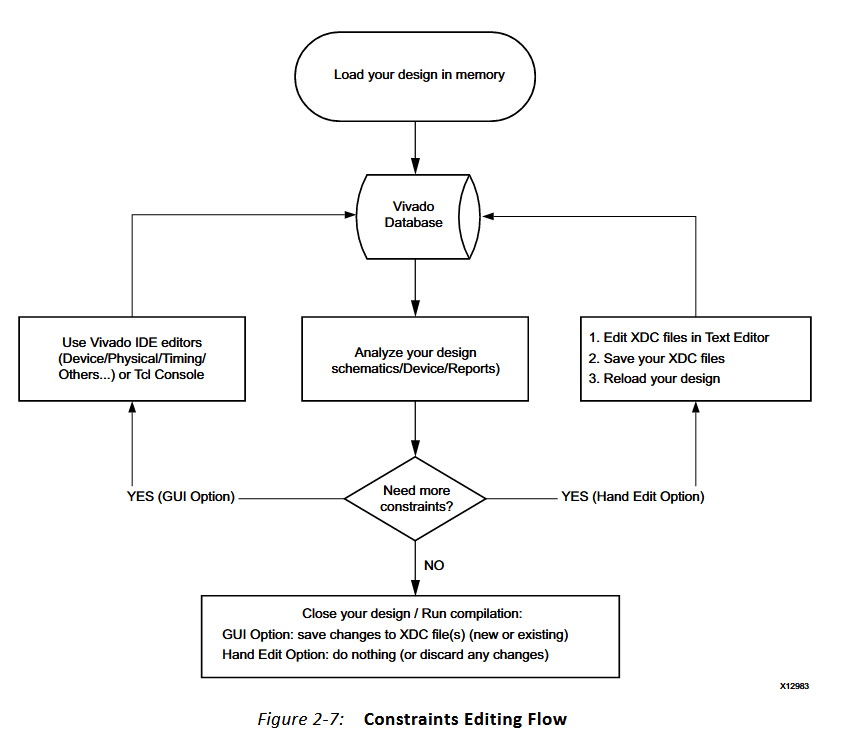 Load your design in memory
Vivado
Database
Use Vivado IDE editors
(Device/Physical/Timing/
Others...) or Tcl Console
Analyze your design
schematics/Device/Reports)
1. Edit XDC files in Text Editor
2. Save your XDC files
3. Reload your design
YES (GUI Option)
Need more
constraints?
YES (Hand Edit Option)
NO
Close your design / Run compilation:
GUI Option: save changes to XDC file(s) (new or existing)
Hand Edit Option: do nothing (or discard any changes)
X12983
Figure 2-7: Constraints Editing Flow